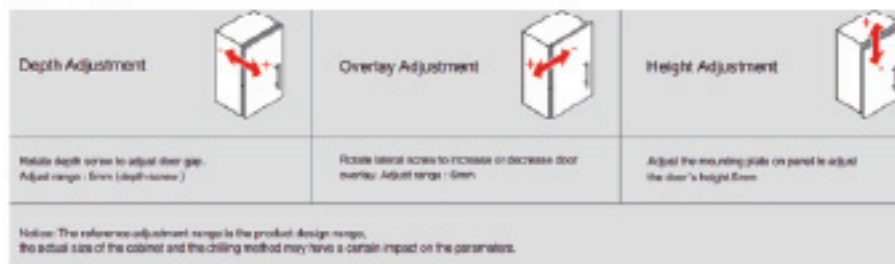 Depth Adjustment
Overlay Adjustment
Height Adjustment
Rotate depth screw to adjust door gap.
Adjust range : 6mm (depth screw )
Rotate lateral screw to increase or decrease door
overlay. Adjust range : 6mm
Adjust the mounting plate on panel to adjust
the door's height 6mm
Notice: The reference adjustment range is the product design range,
the actual size of the cabinet and the drilling method may have a certain impact on the parameters.